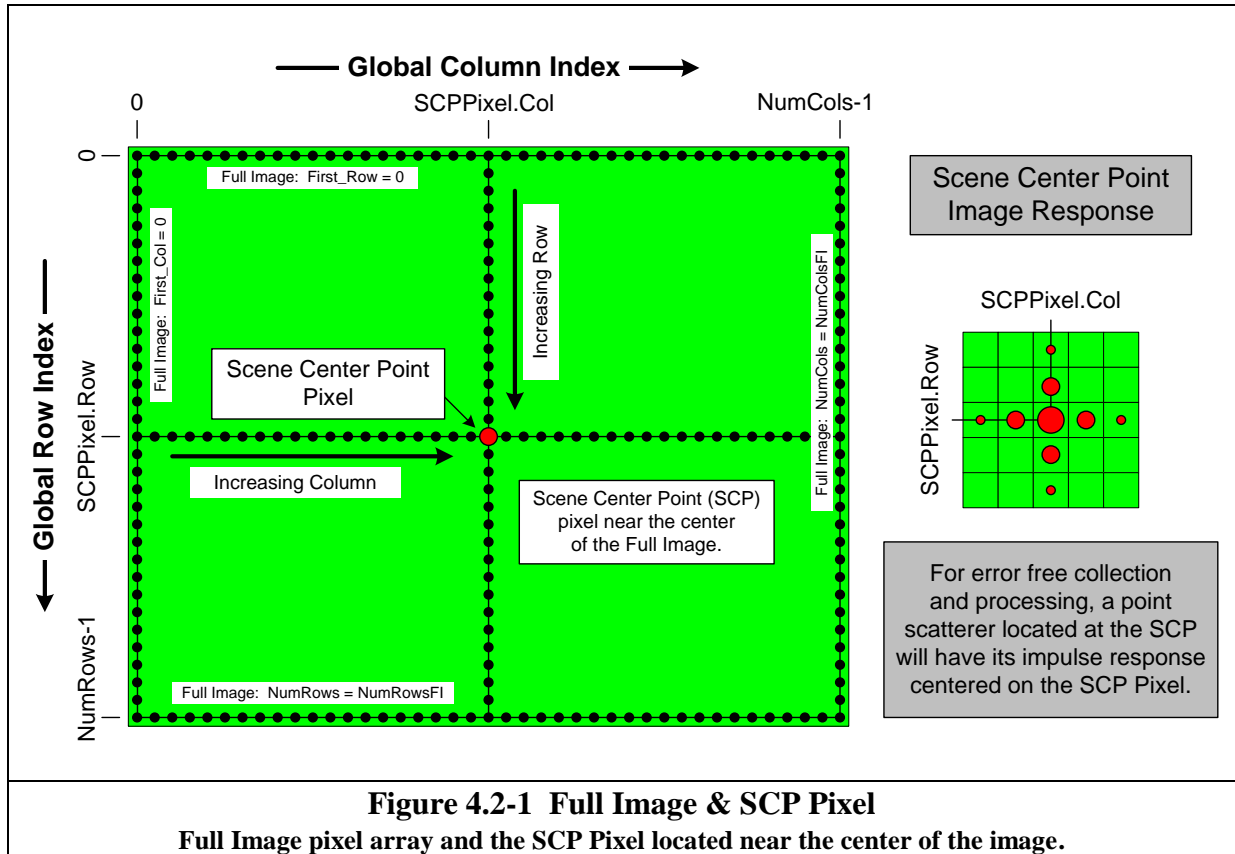 Global Column Index
0
SCPPixel.Col
NumCols-1
Global Row Index
0
SCPPixel.Row
NumRows-1
Full Image: First_Row = 0
Full Image: First_Col = 0
Increasing Row
Full Image: NumCols = NumColsFI
Scene Center Point
Pixel
Increasing Column
Scene Center Point (SCP)
pixel near the center
of the Full Image.
Full Image: NumRows = NumRowsFI
Scene Center Point
Image Response
SCPPixel.Col
SCPPixel.Row
For error free collection
and processing, a point
scatterer located at the SCP
will have its impulse response
centered on the SCP Pixel.
Figure 4.2-1 Full Image & SCP Pixel
Full Image pixel array and the SCP Pixel located near the center of the image.